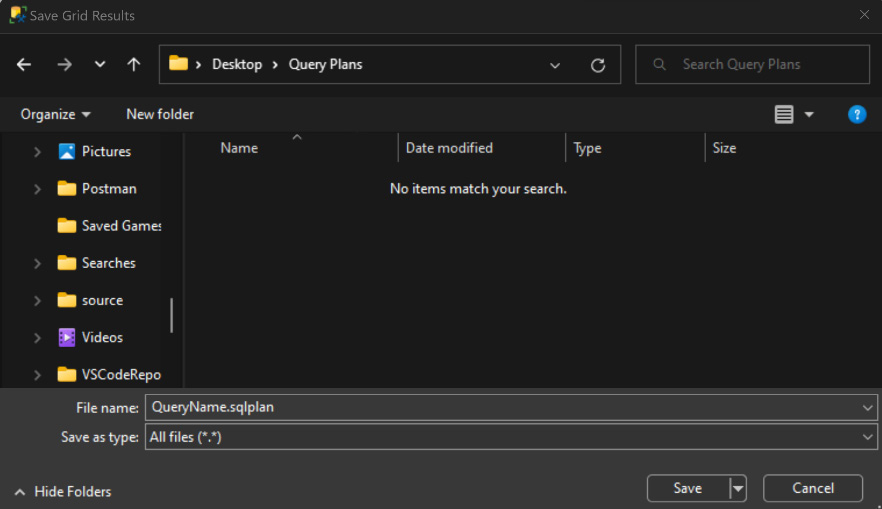 Save Grid Results
Desktop Query Plans
Search Query Plans
Organize New folder
?
Name Date modified Type Size
No items match your search.
Pictures
Postman
Saved Games
Searches
source
Videos
VSCodeRepo
File name: QueryName.sqlplan
Save as type: All files (*.*)
Hide Folders
Save Cancel